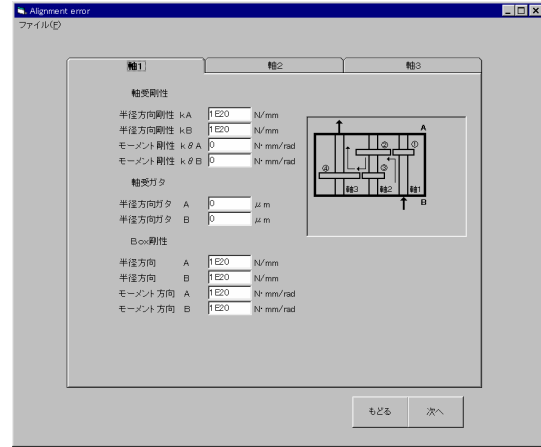 Alignment error
ファイル(F)
軸1 軸2 軸3
軸受剛性
半径方向剛性 kA 1E20 N/mm
半径方向剛性 kB 1E20 N/mm
モーメント剛性 kθA 0 N･mm/rad
モーメント剛性 kθB 0 N･mm/rad
軸受ガタ
半径方向ガタ A 0 μm
半径方向ガタ B 0 μm
Box剛性
半径方向 A 1E20 N/mm
半径方向 B 1E20 N/mm
モーメント方向 A 1E20 N･mm/rad
モーメント方向 B 1E20 N･mm/rad
A
② ①
④ ③
軸3 軸2 軸1
B
もどる 次へ